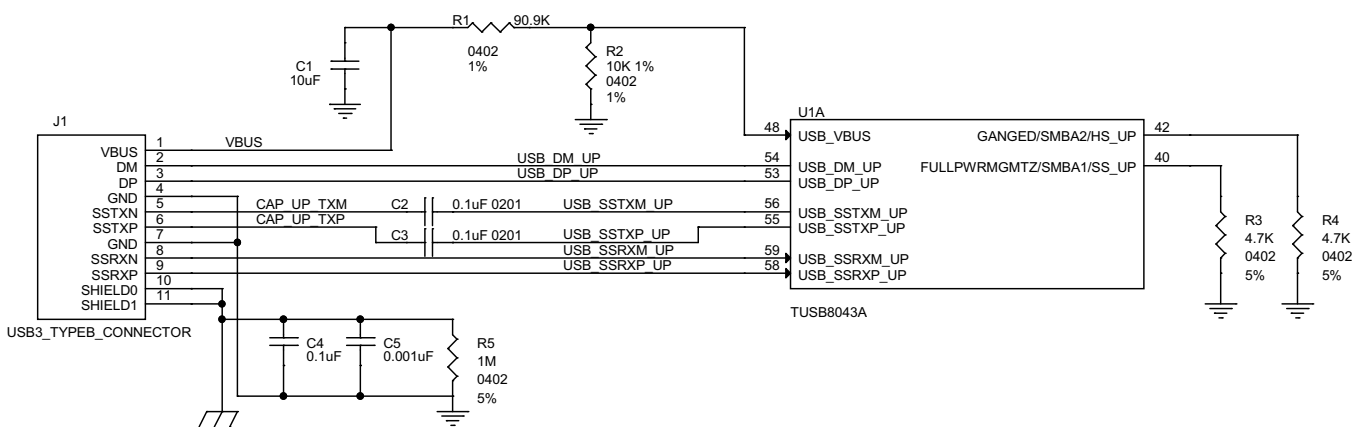 R1
90.9K
0402
1%
C1
10uF
R2
10K 1%
0402
1%
J1
U1A
1
VBUS
VBUS
48
USB_VBUS
GANGED/SMBA2/HS_UP
42
DM
2
USB_DM_UP
54
USB_DM_UP
FULLPWRMGMTZ/SMBA1/SS_UP
40
DP
3
USB_DP_UP
53
USB_DP_UP
GND
4
SSTXN
5
CAP_UP_TXM
C2
0.1uF 0201
USB_SSTXM_UP
56
USB_SSTXM_UP
SSTXP
6
CAP_UP_TXP
55
USB_SSTXP_UP
GND
7
C3
0.1uF 0201
USB_SSTXP_UP
SSRXN
8
USB_SSRXM_UP
59
USB_SSRXM_UP
SSRXP
9
USB_SSRXP_UP
58
USB_SSRXP_UP
SHIELD0
10
SHIELD1
11
R3
4.7K
0402
5%
R4
4.7K
0402
5%
USB3_TYPEB_CONNECTOR
TUSB8043A
C4
0.1uF
C5
0.001uF
R5
1M
0402
5%